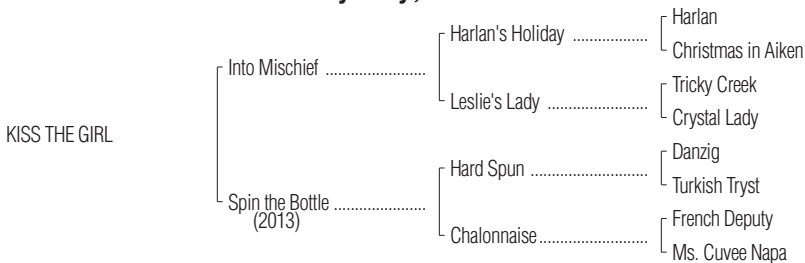 Harlan
Harlan's Holiday ..................
Christmas in Aiken
Into Mischief ........................
Tricky Creek
Leslie's Lady ........................
Crystal Lady
KISS THE GIRL
Danzig
Hard Spun ............................
Turkish Tryst
Spin the Bottle ......................
(2013)
French Deputy
Chalonnaise..........................
Ms. Cuvee Napa